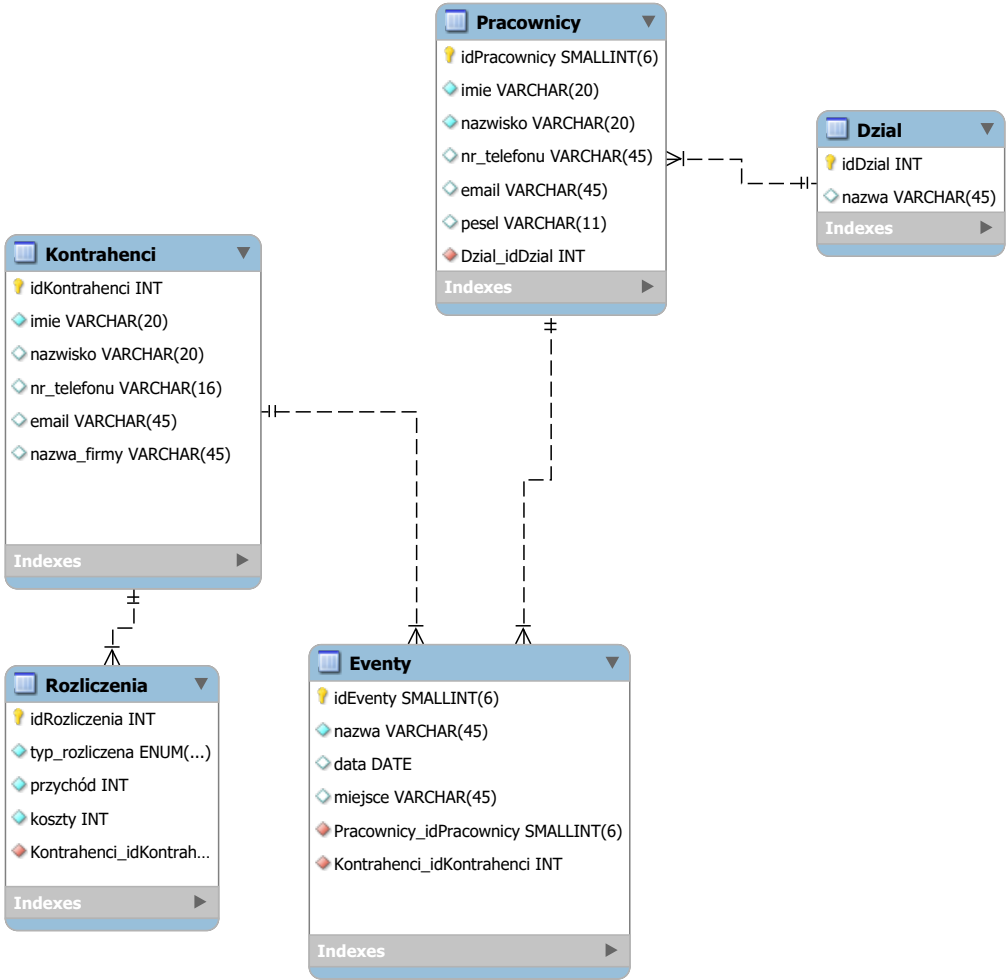 Pracownicy
idPracownicy SMALLINT(6)
imie VARCHAR(20)
nazwisko VARCHAR(20)
nr_telefonu VARCHAR(45)
email VARCHAR(45)
pesel VARCHAR(11)
Dzial_idDzial INT
Indexes
Dzial
idDzial INT
nazwa VARCHAR(45)
Indexes
Kontrahenci
idKontrahenci INT
imie VARCHAR(20)
nazwisko VARCHAR(20)
nr_telefonu VARCHAR(16)
email VARCHAR(45)
nazwa_firmy VARCHAR(45)
Indexes
Rozliczenia
idRozliczenia INT
typ_rozliczena ENUM(...)
przychód INT
koszty INT
Kontrahenci_idKontrah...
Indexes
Eventy
idEventy SMALLINT(6)
nazwa VARCHAR(45)
data DATE
miejsce VARCHAR(45)
Pracownicy_idPracownicy SMALLINT(6)
Kontrahenci_idKontrahenci INT
Indexes